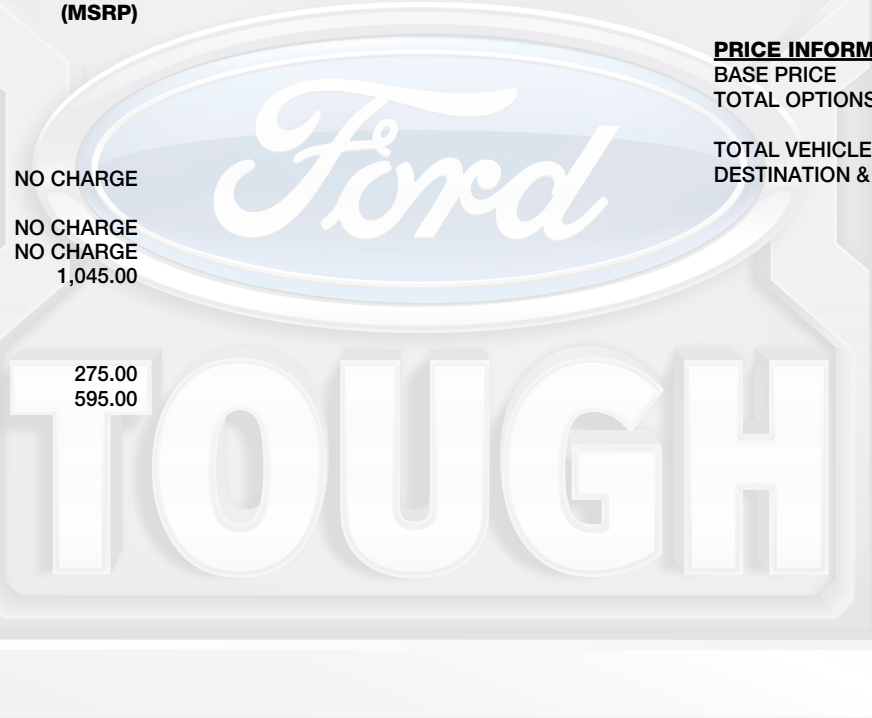 (MSRP)
NO CHARGE
NO CHARGE
NO CHARGE
1,045.00
275.00
595.00
PRICE INFORM
BASE PRICE
TOTAL OPTIONS
TOTAL VEHICLE
DESTINATION &
Ford
TOUGH